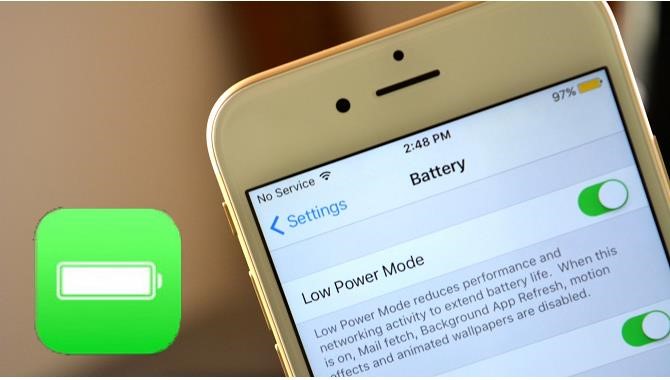 No Service
2:48 PM
97%
Settings
Battery
Low Power Mode
Low Power Mode reduces performance and
networking activity to extend battery life. When this
is on, Mail fetch, Background App Refresh, motion
effects and animated wallpapers are disabled.